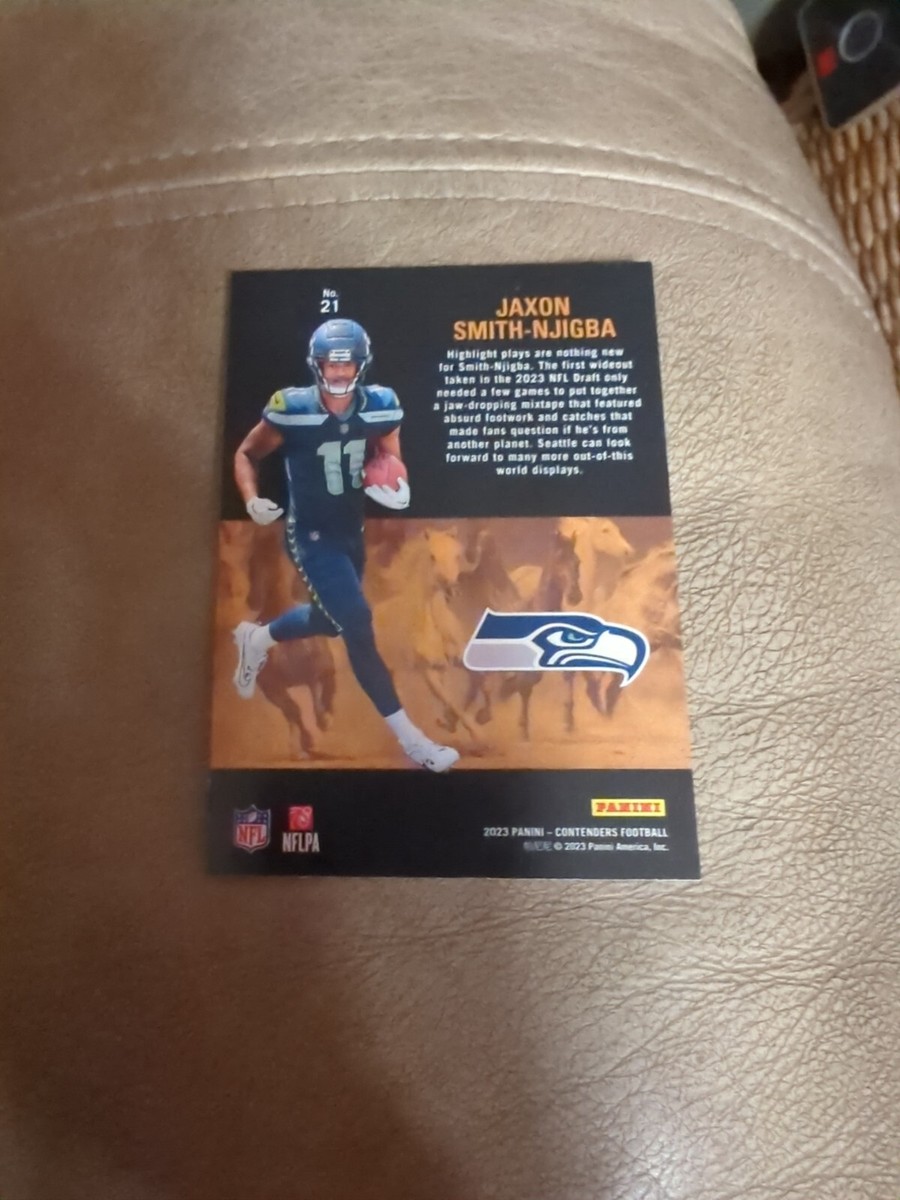 No.
21
JAXON
SMITH-NJIGBA
Highlight plays are nothing new
for Smith-Njigba. The first wideout
taken in the 2023 NFL Draft only
needed a few games to put together
a jaw-dropping mixtape that featured
absurd footwork and catches that
made fans question if he's from
another planet. Seattle can look
forward to many more out-of-this
world displays.
11
PANINI
2023 PANINI – CONTENDERS FOOTBALL
© 2023 Panini America, Inc.
NFL
NFLPA